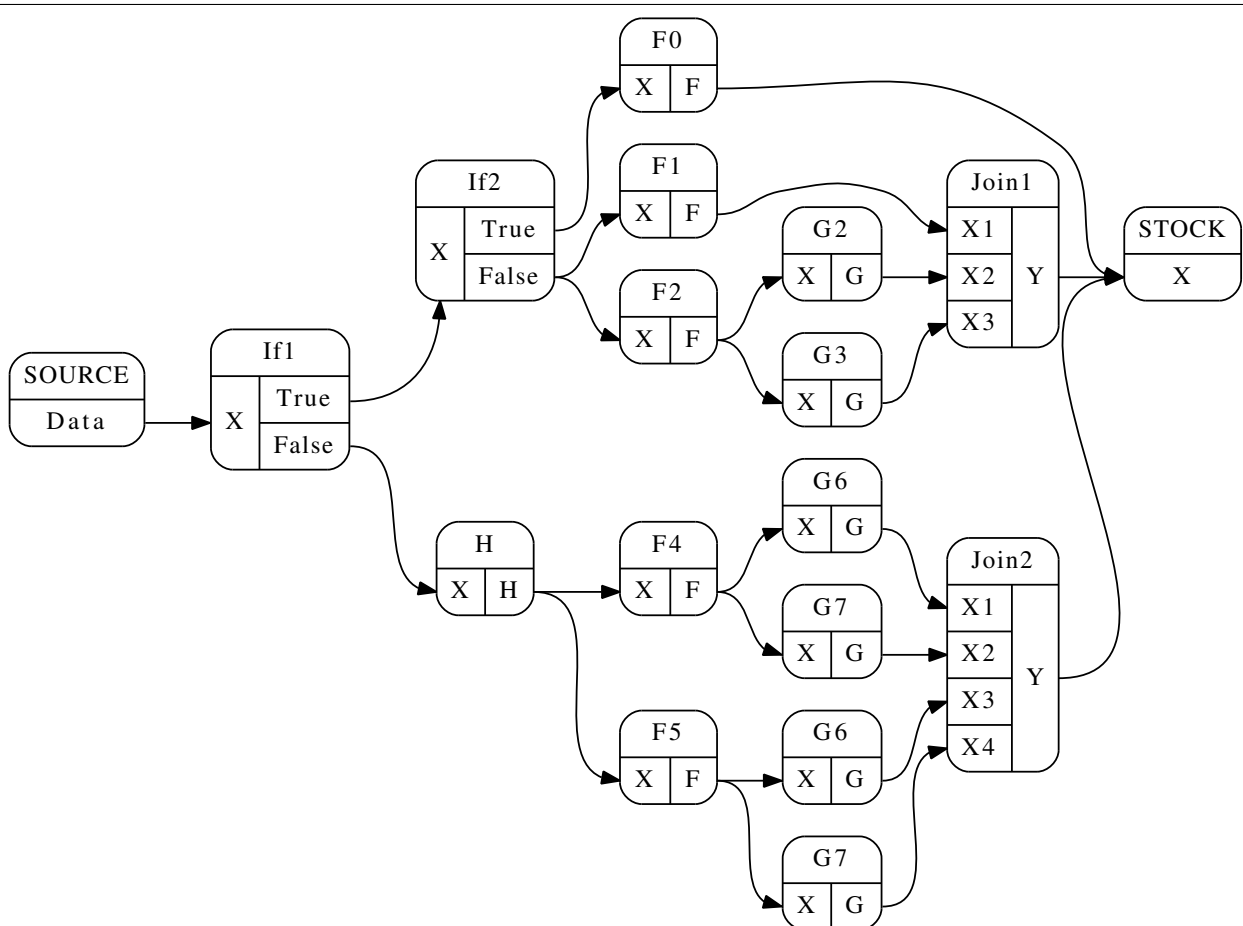 F0
X F
If2
True
X
False
F1
X F
F2
X F
G2
X G
G3
X G
Join1
X1
X2
Y
X3
STOCK
X
SOURCE
Data
If1
True
X
False
H
X H
F4
X F
G6
X G
G7
X G
F5
X F
G6
X G
G7
X G
Join2
X1
X2
Y
X3
X4